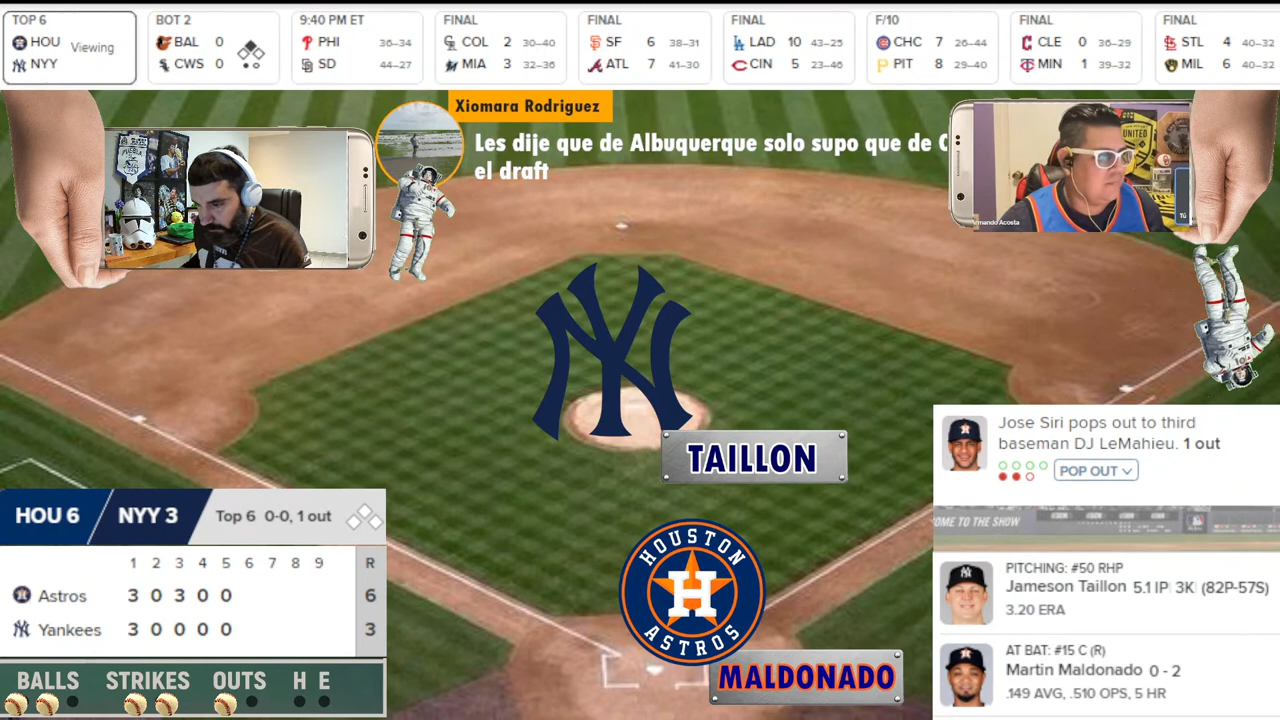 TOP 6
HOU Viewing
NYY
BOT 2
BAL 0
CWS 0
9:40 PM ET
PHI 36-34
SD 44-27
FINAL
COL 2 30-40
MIA 3 32-36
FINAL
SF 6 38-31
ATL 7 41-30
FINAL
LAD 10 43-25
CIN 5 23-46
F/10
CHC 7 26-44
PIT 8 29-40
FINAL
CLE 0 36-29
MIN 1 39-32
FINAL
STL 4 40-32
MIL 6 40-32
Xiomara Rodriguez
Les dije que de Albuquerque solo supo que de
el draft
UNITED
Tú
rmando Acosta
TAILLON
HOUSTON
H
ASTROS
MALDONADO
HOU 6 NYY 3 Top 6 0-0, 1 out
1 2 3 4 5 6 7 8 9 R
Astros 3 0 3 0 0 6
Yankees 3 0 0 0 0 3
BALLS STRIKES OUTS H E
Jose Siri pops out to third
baseman DJ LeMahieu. 1 out
POP OUT
OME TO THE SHOW
PITCHING: #50 RHP
Jameson Taillon 5.1 IP 3K (82P-57S)
3.20 ERA
AT BAT: #15 C (R)
Martin Maldonado 0 - 2
.149 AVG, .510 OPS, 5 HR